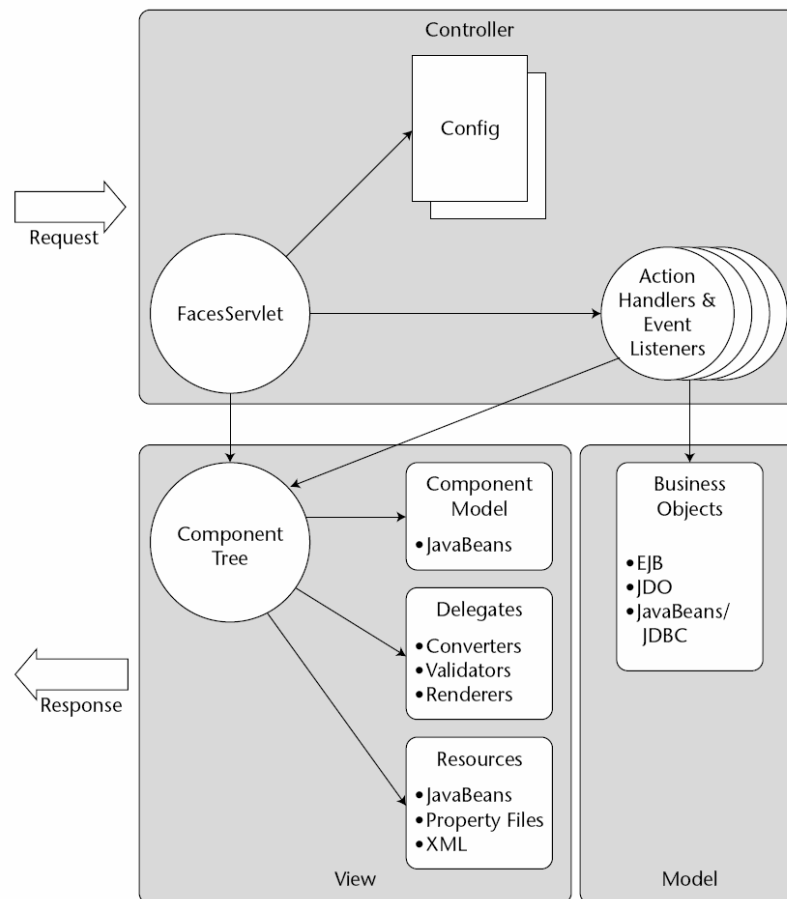 Controller
Config
Request
FacesServlet
Action
Handlers &
Event
Listeners
Component
Tree
Component
Model
•JavaBeans
Delegates
•Converters
•Validators
•Renderers
Resources
•JavaBeans
•Property Files
•XML
Business
Objects
•EJB
•JDO
•JavaBeans/
JDBC
Response
View
Model